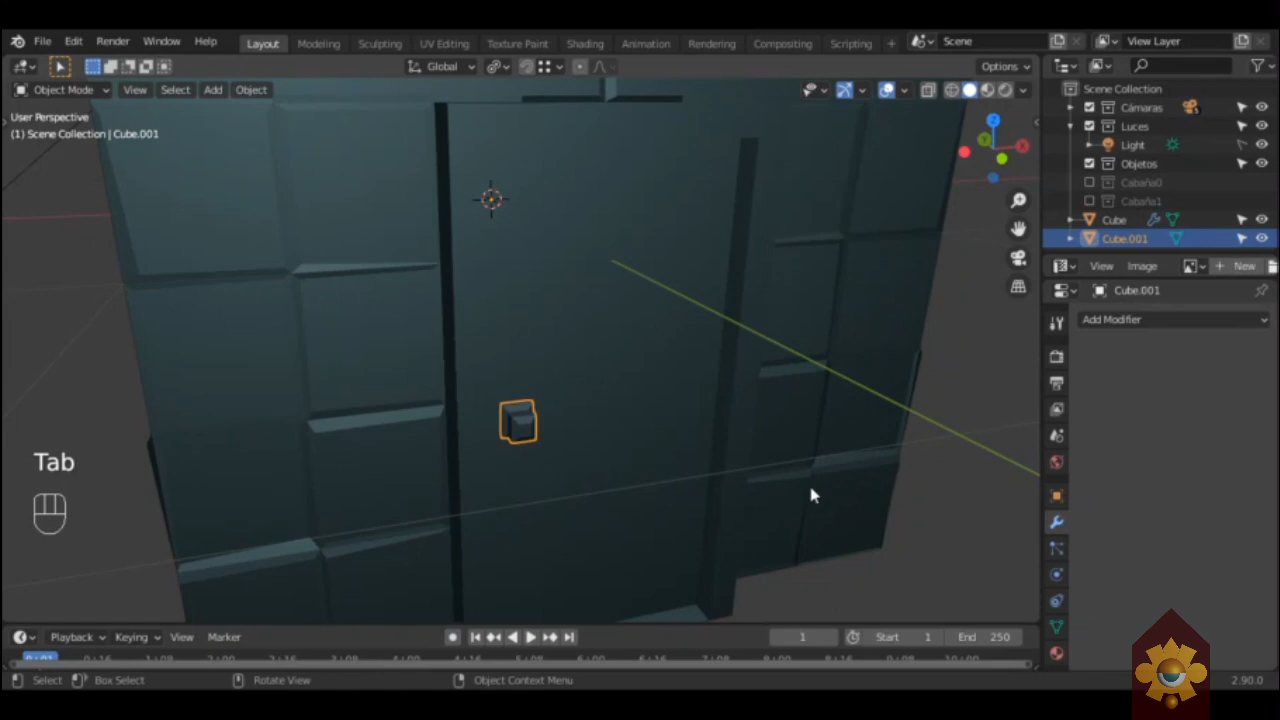 File Edit Render Window Help Layout Modeling Sculpting UV Editing Texture Paint Shading Animation Rendering Compositing Scripting + Scene View Layer
Global Options
Object Mode View Select Add Object
User Perspective
(1) Scene Collection | Cube.001
Scene Collection
Cámaras
Luces
Light
Objetos
Cabaña0
Cabaña1
Cube
Cube.001
View Image + New
Cube.001
Add Modifier
Tab
Playback Keying View Marker 1 Start 1 End 250
Select Box Select Rotate View Object Context Menu 2.90.0